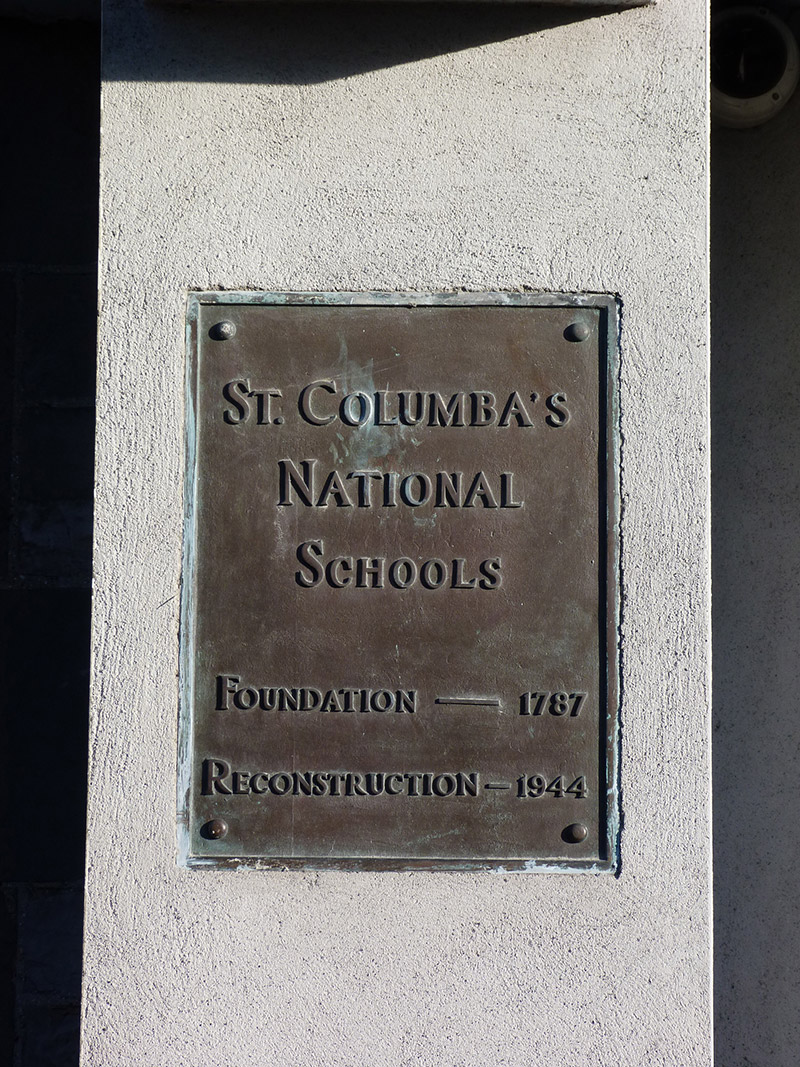 St. Columba's
National
Schools
Foundation — 1787
Reconstruction – 1944